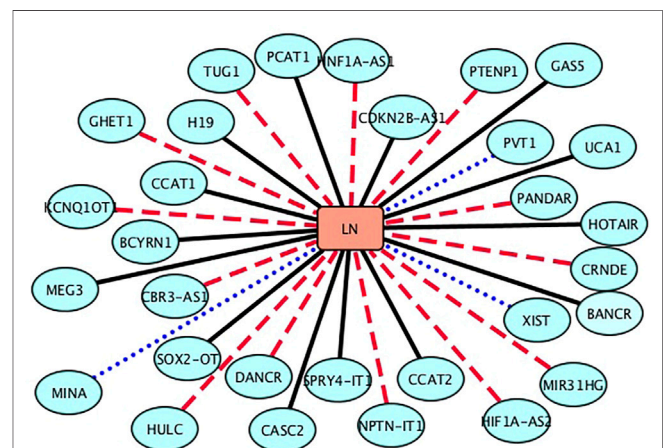 PCAT1
HNF1A-AS1
TUG1
PTENP1
GAS5
GHET1
H19
CDKN2B-AS1
PVT1
UCA1
CCAT1
PANDAR
KCNQ1OT1
HOTAIR
LN
BCYRN1
CRNDE
MEG3
CBR3-AS1
BANCR
XIST
SOX2-OT
MINA
DANCR
SPRY4-IT1
CCAT2
MIR31HG
HULC
CASC2
NPTN-IT1
HIF1A-AS2